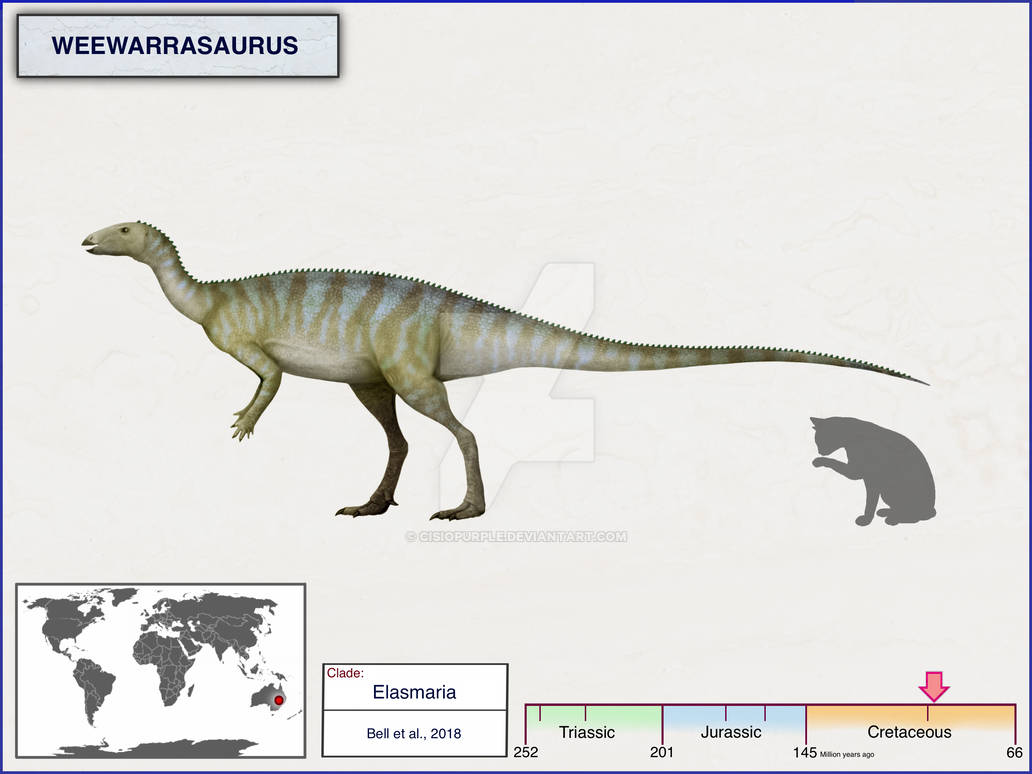 WEEWARRASAURUS
© CISIOPURPLE.DEVIANTART.COM
Clade:
Elasmaria
Bell et al., 2018
Triassic Jurassic Cretaceous
252 201 145 Million years ago 66